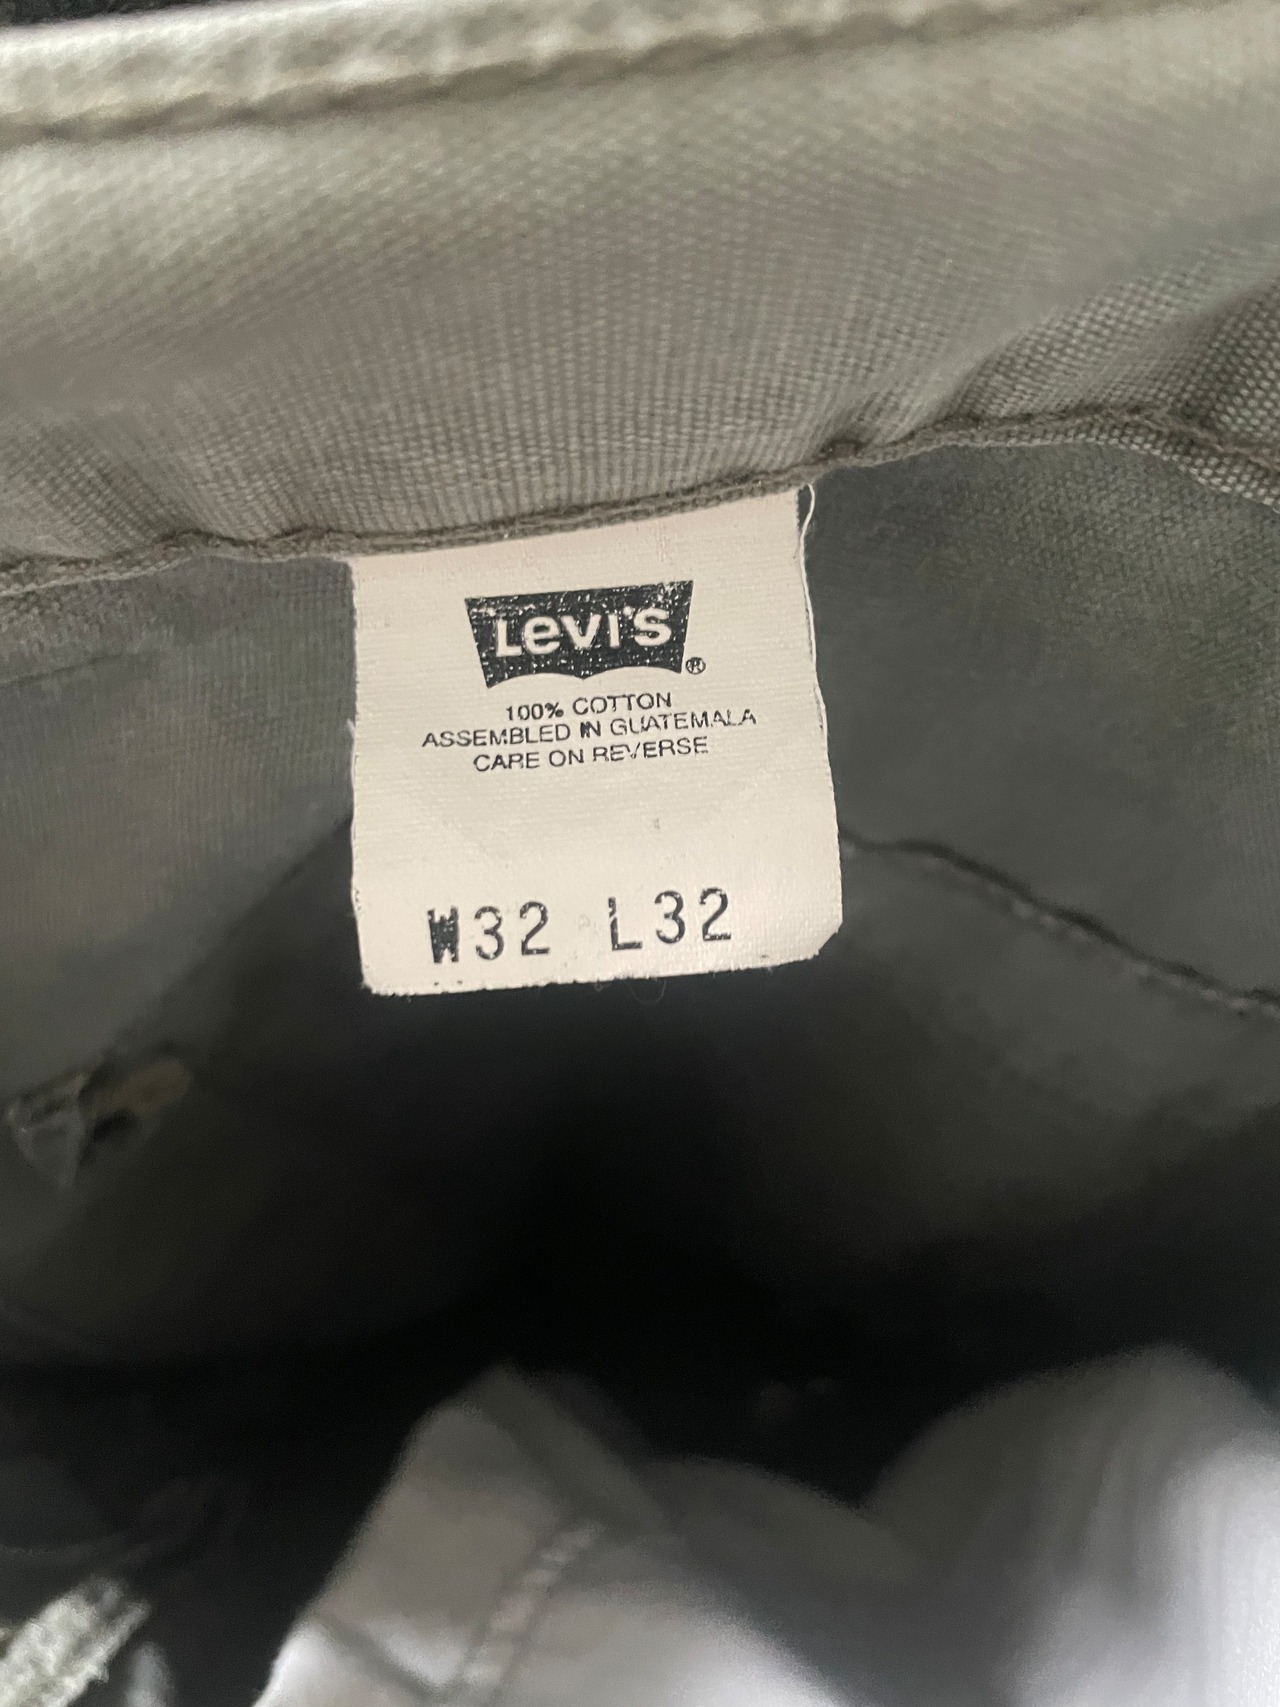 Levi's ®
100% COTTON
ASSEMBLED IN GUATEMALA
CARE ON REVERSE
W32 L32